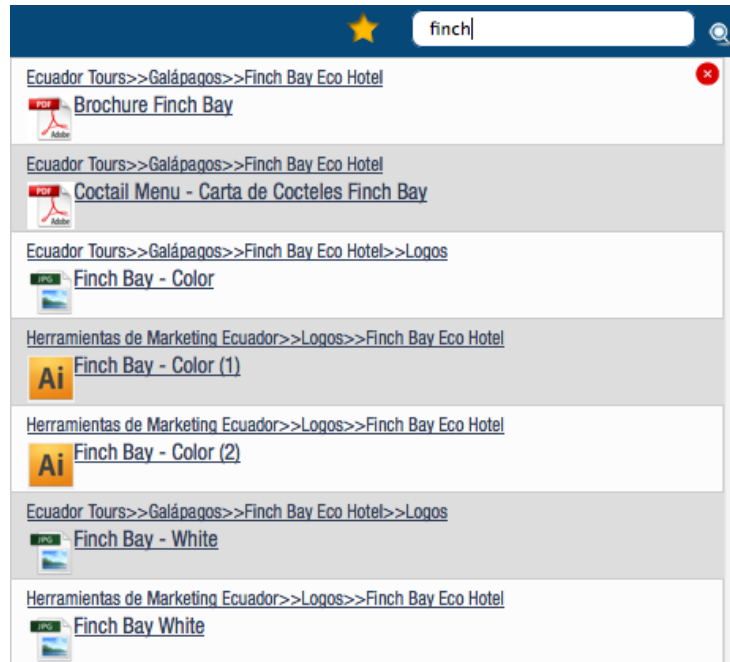 finch
Ecuador Tours>>Galápagos>>Finch Bay Eco Hotel
PDF
Brochure Finch Bay
Adobe
Ecuador Tours>>Galápagos>>Finch Bay Eco Hotel
PDF
Coctail Menu - Carta de Cocteles Finch Bay
Adobe
Ecuador Tours>>Galápagos>>Finch Bay Eco Hotel>>Logos
JPG
Finch Bay - Color
Herramientas de Marketing Ecuador>>Logos>>Finch Bay Eco Hotel
Finch Bay - Color (1)
Ai
Herramientas de Marketing Ecuador>>Logos>>Finch Bay Eco Hotel
Finch Bay - Color (2)
Ai
Ecuador Tours>>Galápagos>>Finch Bay Eco Hotel>>Logos
JPG
Finch Bay - White
Herramientas de Marketing Ecuador>>Logos>>Finch Bay Eco Hotel
JPG
Finch Bay White